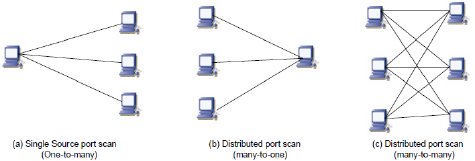 (a) Single Source port scan
(One-to-many)
(b) Distributed port scan
(many-to-one)
(c) Distributed port scan
(many-to-many)